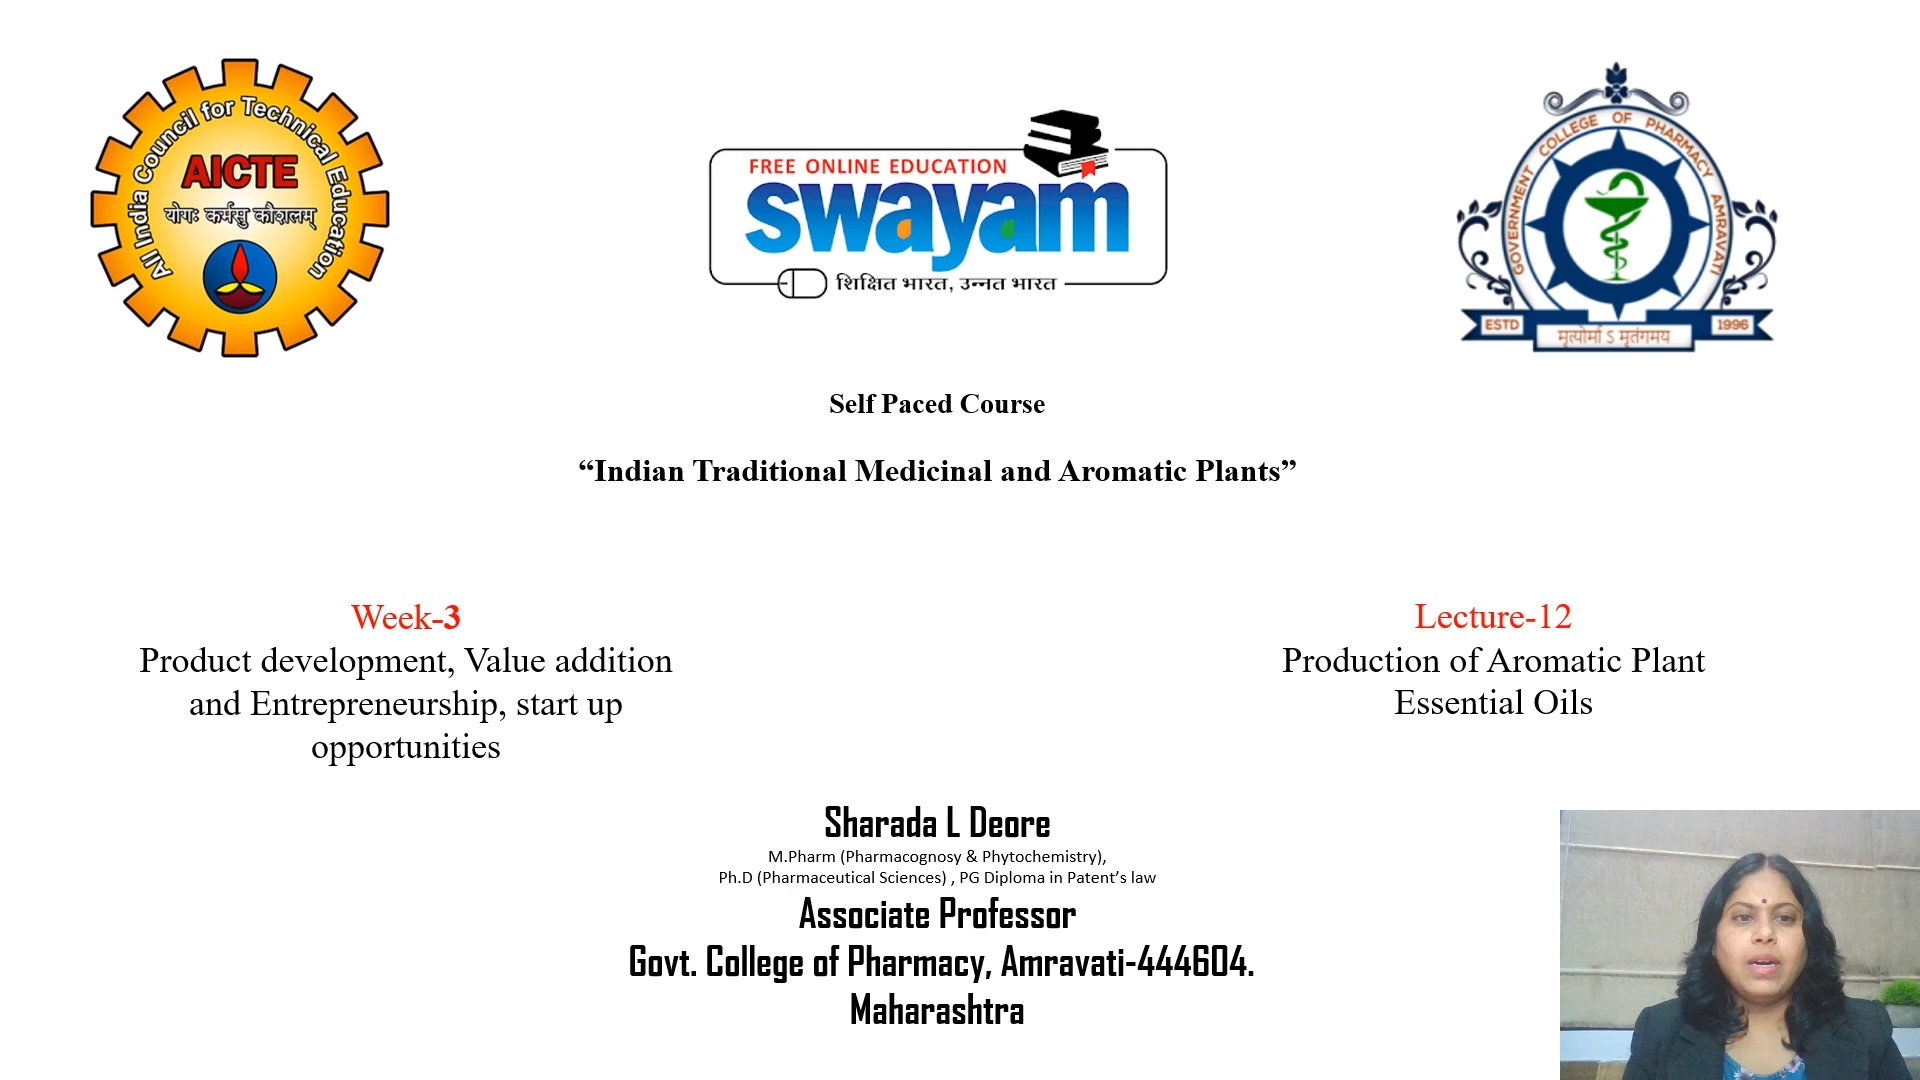 All India Council for Technical Education
AICTE
योगः कर्मसु कौशलम्
FREE ONLINE EDUCATION
swayam
शिक्षित भारत, उन्नत भारत
GOVERNMENT COLLEGE OF PHARMACY AMRAVATI
ESTD
1996
मृत्योर्मा ऽ मृतंगमय
Self Paced Course
“Indian Traditional Medicinal and Aromatic Plants”
Week-3
Product development, Value addition
and Entrepreneurship, start up
opportunities
Lecture-12
Production of Aromatic Plant
Essential Oils
Sharada L Deore
M.Pharm (Pharmacognosy & Phytochemistry),
Ph.D (Pharmaceutical Sciences) , PG Diploma in Patent’s law
Associate Professor
Govt. College of Pharmacy, Amravati-444604.
Maharashtra